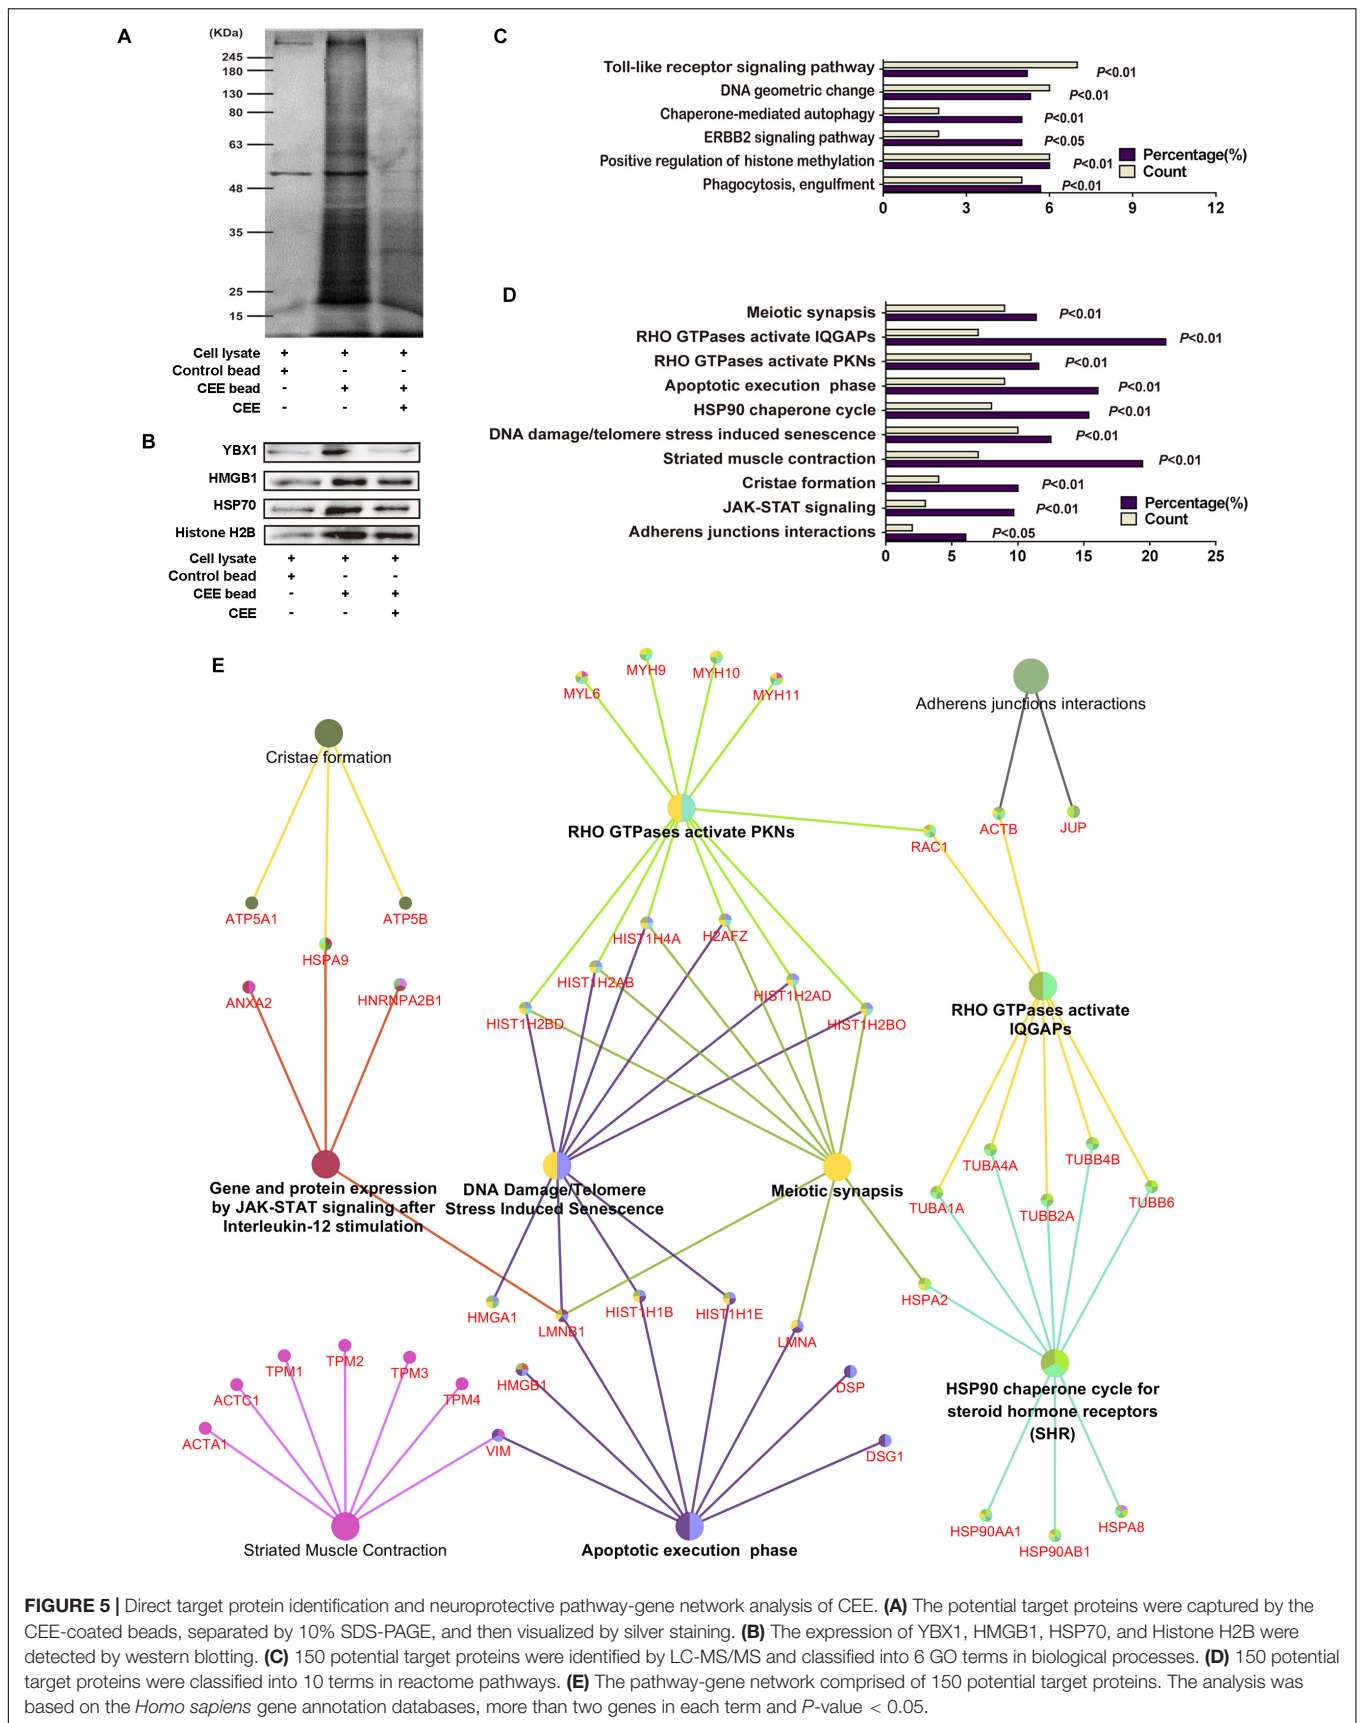 A
(KDa)
245
180
130
80
63
48
35
25
15
Cell lysate + + +
Control bead + - -
CEE bead - + +
CEE - - +
B
YBX1
HMGB1
HSP70
Histone H2B
Cell lysate + + +
Control bead + - -
CEE bead - + +
CEE - - +
C
Toll-like receptor signaling pathway P<0.01
DNA geometric change P<0.01
Chaperone-mediated autophagy P<0.01
ERBB2 signaling pathway P<0.05
Positive regulation of histone methylation P<0.01
Phagocytosis, engulfment P<0.01
Percentage(%)
Count
0 3 6 9 12
D
Meiotic synapsis P<0.01
RHO GTPases activate IQGAPs P<0.01
RHO GTPases activate PKNs P<0.01
Apoptotic execution phase P<0.01
HSP90 chaperone cycle P<0.01
DNA damage/telomere stress induced senescence P<0.01
Striated muscle contraction P<0.01
Cristae formation P<0.01
JAK-STAT signaling P<0.01
Adherens junctions interactions P<0.05
Percentage(%)
Count
0 5 10 15 20 25
E
MYL6
MYH9
MYH10
MYH11
Adherens junctions interactions
Cristae formation
RHO GTPases activate PKNs
RAC1
ACTB
JUP
ATP5A1
ATP5B
HSPA9
ANXA2
HNRNPA2B1
HIST1H4A
H2AFZ
HIST1H2AB
HIST1H2AD
HIST1H2BD
HIST1H2BO
RHO GTPases activate
IQGAPs
TUBA4A
TUBB4B
TUBA1A
TUBB2A
TUBB6
Gene and protein expression
by JAK-STAT signaling after
Interleukin-12 stimulation
DNA Damage/Telomere
Stress Induced Senescence
Meiotic synapsis
HMGA1
LMNB1
HIST1H1B
HIST1H1E
LMNA
HSPA2
TPM1
TPM2
TPM3
TPM4
ACTC1
ACTA1
VIM
HMGB1
DSP
DSG1
HSP90 chaperone cycle for
steroid hormone receptors
(SHR)
HSP90AA1
HSP90AB1
HSPA8
Striated Muscle Contraction
Apoptotic execution phase
FIGURE 5 | Direct target protein identification and neuroprotective pathway-gene network analysis of CEE. (A) The potential target proteins were captured by the
CEE-coated beads, separated by 10% SDS-PAGE, and then visualized by silver staining. (B) The expression of YBX1, HMGB1, HSP70, and Histone H2B were
detected by western blotting. (C) 150 potential target proteins were identified by LC-MS/MS and classified into 6 GO terms in biological processes. (D) 150 potential
target proteins were classified into 10 terms in reactome pathways. (E) The pathway-gene network comprised of 150 potential target proteins. The analysis was
based on the Homo sapiens gene annotation databases, more than two genes in each term and P-value < 0.05.